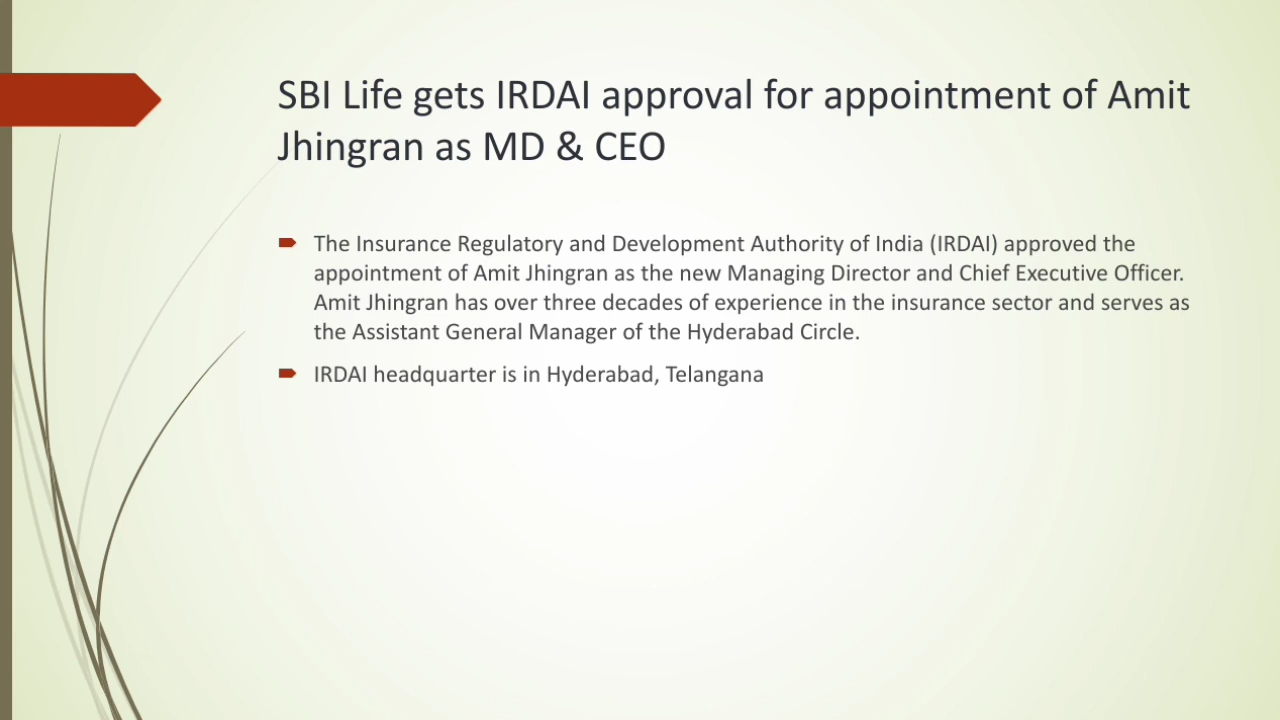 SBI Life gets IRDAI approval for appointment of Amit
Jhingran as MD & CEO
The Insurance Regulatory and Development Authority of India (IRDAI) approved the
appointment of Amit Jhingran as the new Managing Director and Chief Executive Officer.
Amit Jhingran has over three decades of experience in the insurance sector and serves as
the Assistant General Manager of the Hyderabad Circle.
IRDAI headquarter is in Hyderabad, Telangana